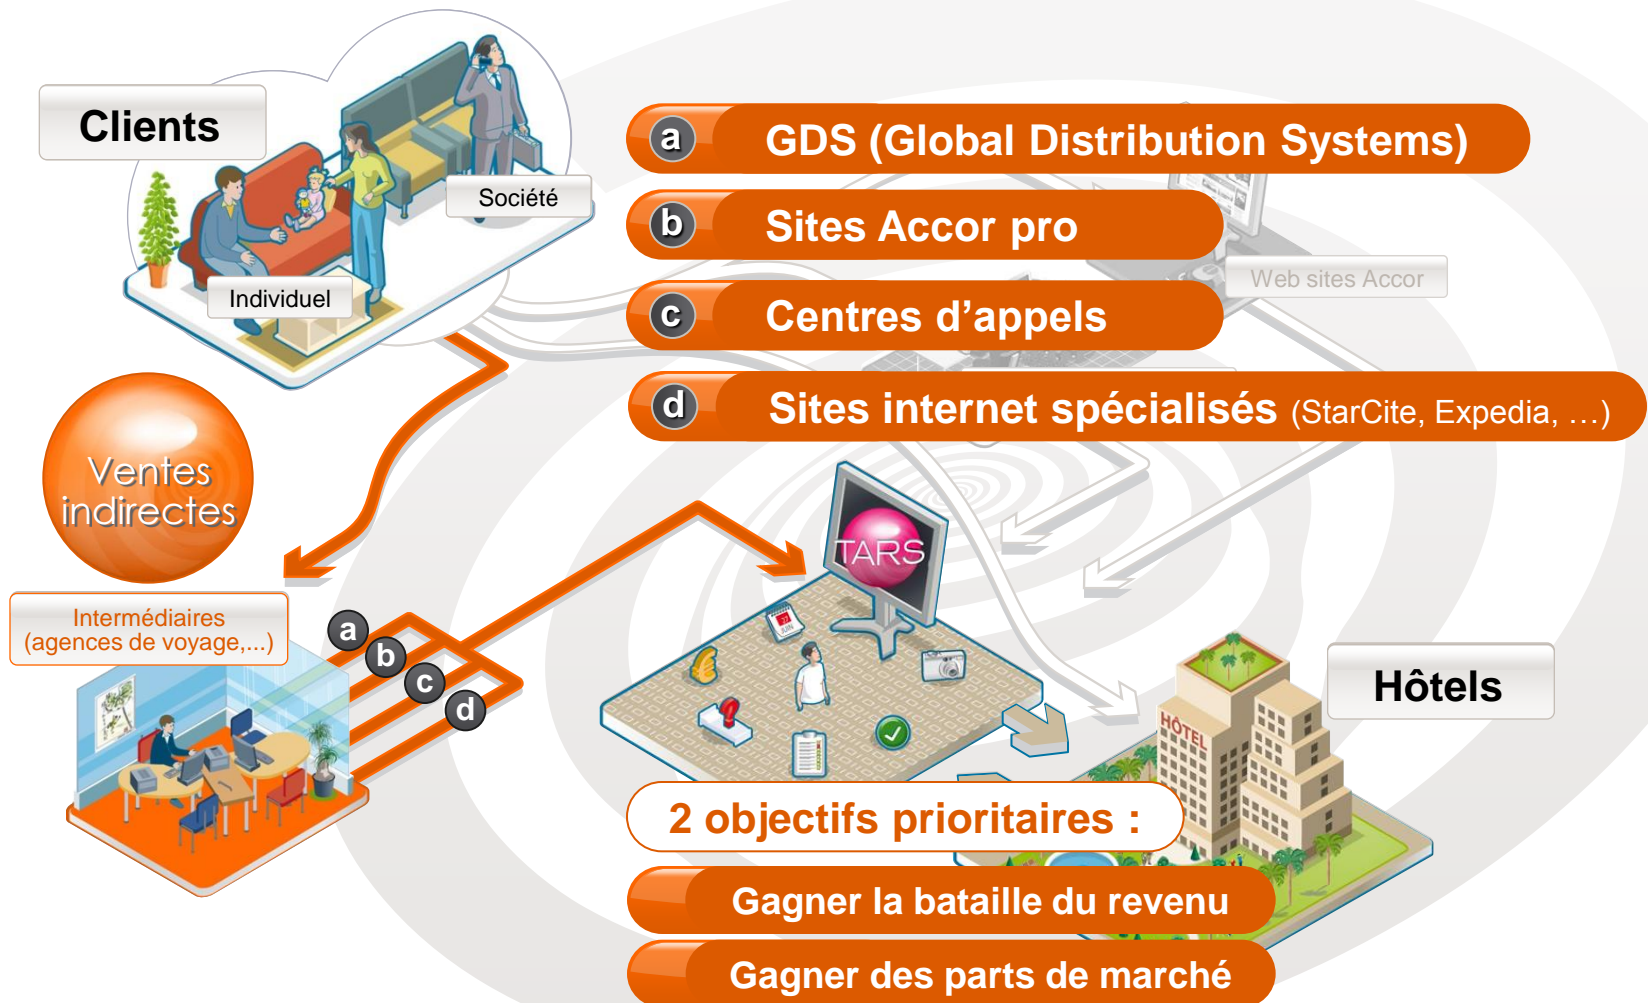 Clients
Société
Individuel
a GDS (Global Distribution Systems)
b Sites Accor pro
Web sites Accor
c Centres d’appels
d Sites internet spécialisés (StarCite, Expedia, …)
Ventes
indirectes
TARS
Intermédiaires
(agences de voyage,...)
a
b
c
d
27
JUIN
Hôtels
HÔTEL
2 objectifs prioritaires :
Gagner la bataille du revenu
Gagner des parts de marché